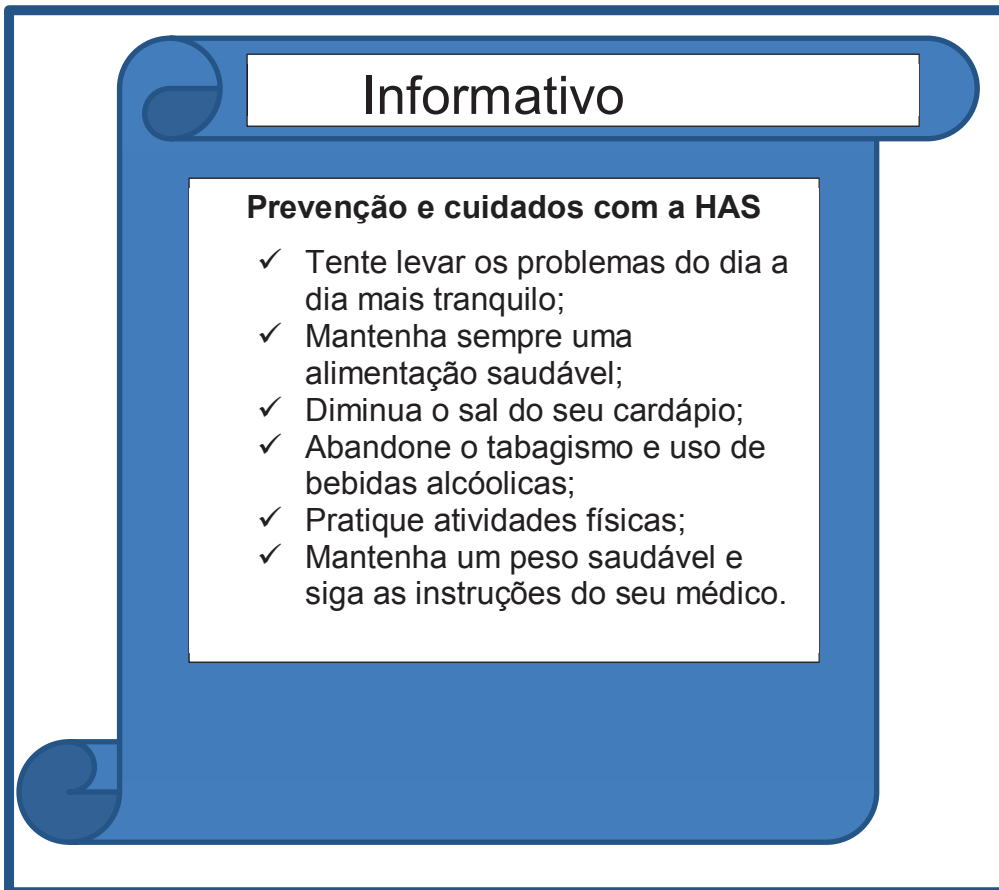 Informativo
Prevenção e cuidados com a HAS
✓ Tente levar os problemas do dia a
dia mais tranquilo;
✓ Mantenha sempre uma
alimentação saudável;
✓ Diminua o sal do seu cardápio;
✓ Abandone o tabagismo e uso de
bebidas alcóolicas;
✓ Pratique atividades físicas;
✓ Mantenha um peso saudável e
siga as instruções do seu médico.